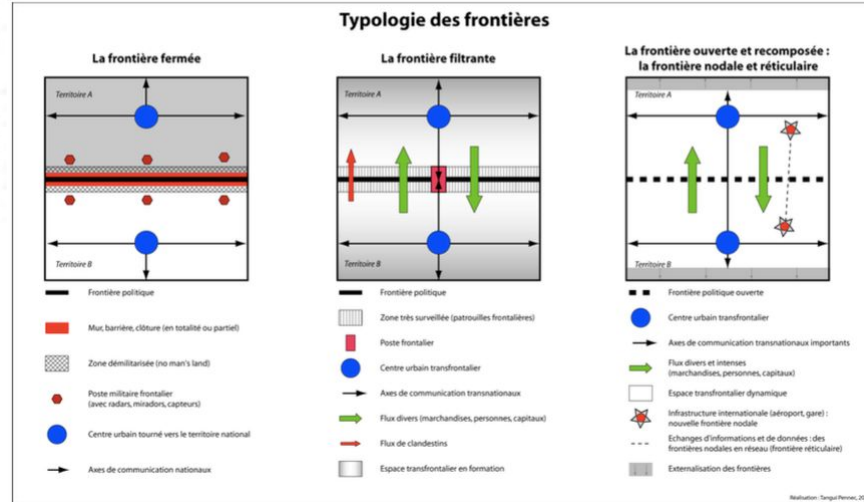 Typologie des frontières
La frontière fermée
Territoire A
Territoire B
Frontière politique
Mur, barrière, clôture (en totalité ou partiel)
Zone démilitarisée (no man's land)
Poste militaire frontalier
(avec radars, miradors, capteurs)
Centre urbain tourné vers le territoire national
Axes de communication nationaux
La frontière filtrante
Territoire A
Territoire B
Frontière politique
Zone très surveillée (patrouilles frontalières)
Poste frontalier
Centre urbain transfrontalier
Axes de communication transnationaux
Flux divers (marchandises, personnes, capitaux)
Flux de clandestins
Espace transfrontalier en formation
La frontière ouverte et recomposée :
la frontière nodale et réticulaire
Territoire A
Territoire B
Frontière politique ouverte
Centre urbain transfrontalier
Axes de communication transnationaux importants
Flux divers et intenses
(marchandises, personnes, capitaux)
Espace transfrontalier dynamique
Infrastructure internationale (aéroport, gare) :
nouvelle frontière nodale
Echanges d'informations et de données : des
frontières nodales en réseau (frontière réticulaire)
Externalisation des frontières
Réalisation : Tangui Pennec, 20